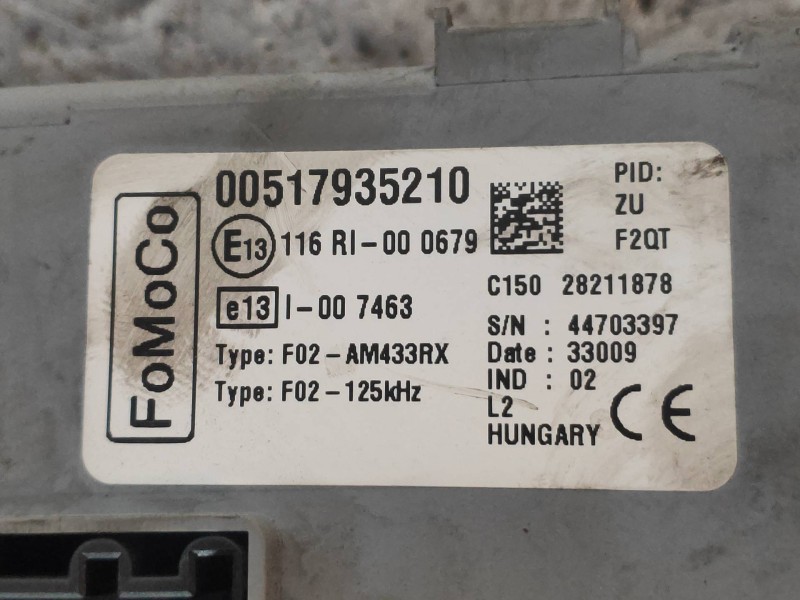 FoMoCo
00517935210
E13 116 RI-00 0679
e13 I-00 7463
Type: F02-AM433RX
Type: F02-125kHz
PID:
ZU
F2QT
C150 28211878
S/N : 44703397
Date : 33009
IND : 02
L2
HUNGARY
CE